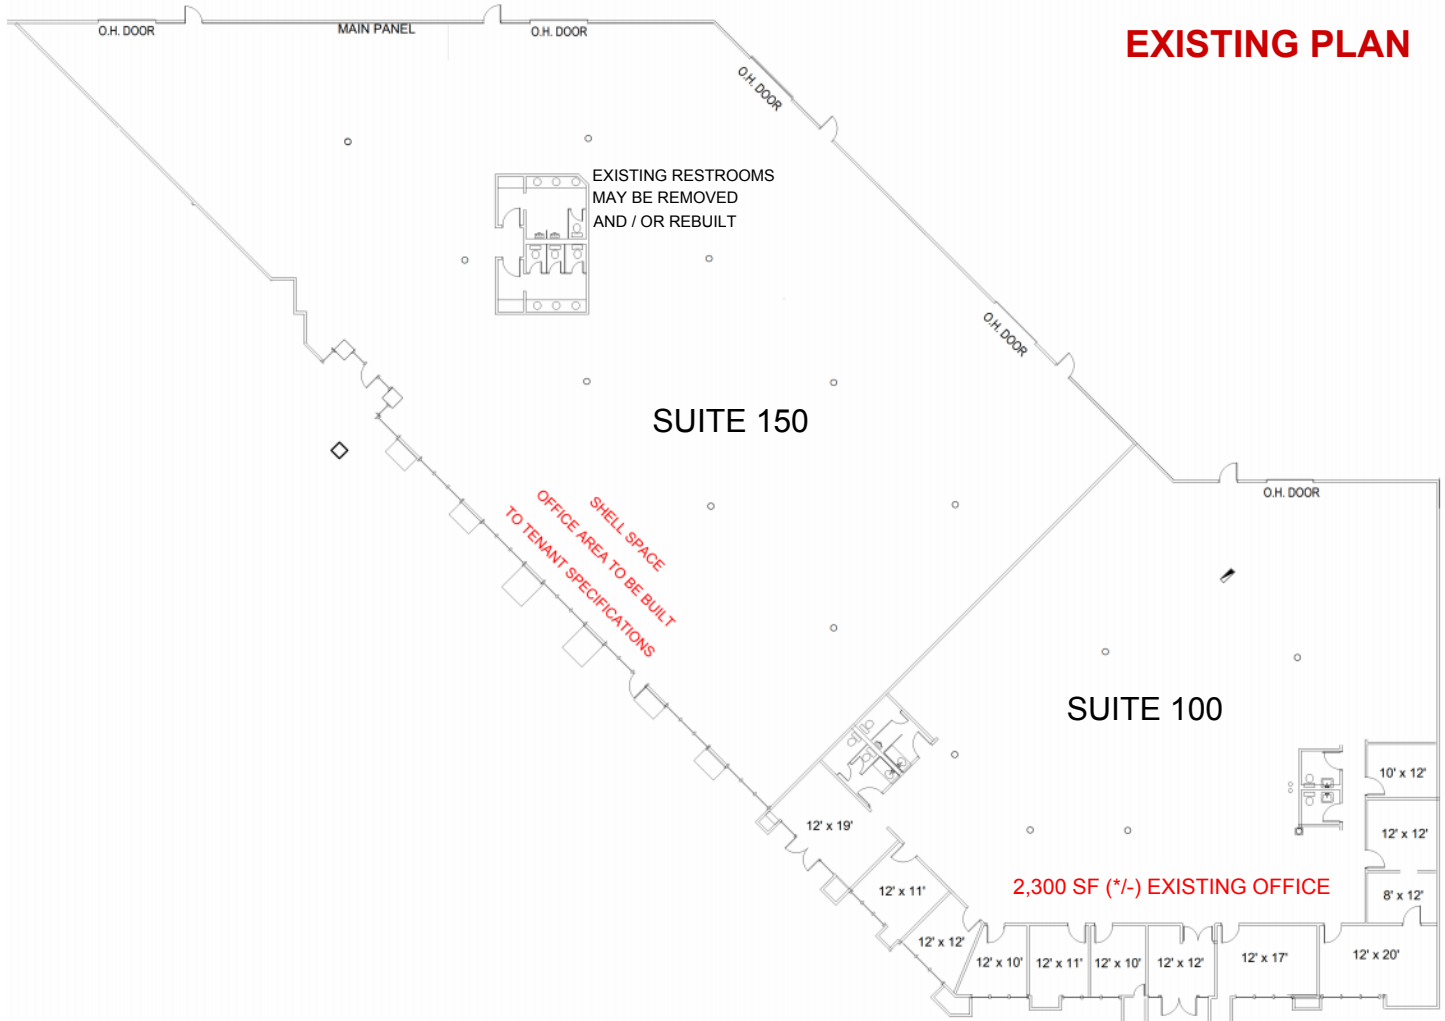 O.H. DOOR
MAIN PANEL
O.H. DOOR
EXISTING PLAN
O.H. DOOR
EXISTING RESTROOMS
MAY BE REMOVED
AND / OR REBUILT
O.H. DOOR
SUITE 150
O.H. DOOR
SHELL SPACE
OFFICE AREA TO BE BUILT
TO TENANT SPECIFICATIONS
SUITE 100
10' x 12'
12' x 19'
12' x 12'
2,300 SF (*/-) EXISTING OFFICE
12' x 11'
8' x 12'
12' x 12'
12' x 10'
12' x 11'
12' x 10'
12' x 12'
12' x 17'
12' x 20'